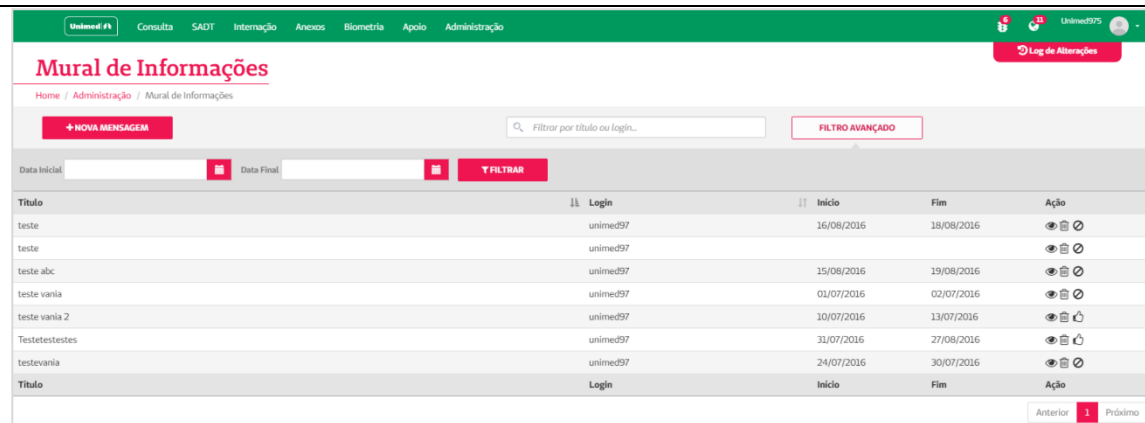 Unimed Consulta SADT Internação Anexos Biometria Apoio Administração 6 11 Unimed975
Log de Alterações
Mural de Informações
Home / Administração / Mural de Informações
+NOVA MENSAGEM Filtrar por título ou login... FILTRO AVANÇADO
Data Inicial Data Final FILTRAR
Título Login Início Fim Ação
teste unimed97 16/08/2016 18/08/2016
teste unimed97
teste abc unimed97 15/08/2016 19/08/2016
teste vania unimed97 01/07/2016 02/07/2016
teste vania 2 unimed97 10/07/2016 13/07/2016
Testetestestes unimed97 31/07/2016 27/08/2016
testevania unimed97 24/07/2016 30/07/2016
Título Login Início Fim Ação
Anterior 1 Próximo